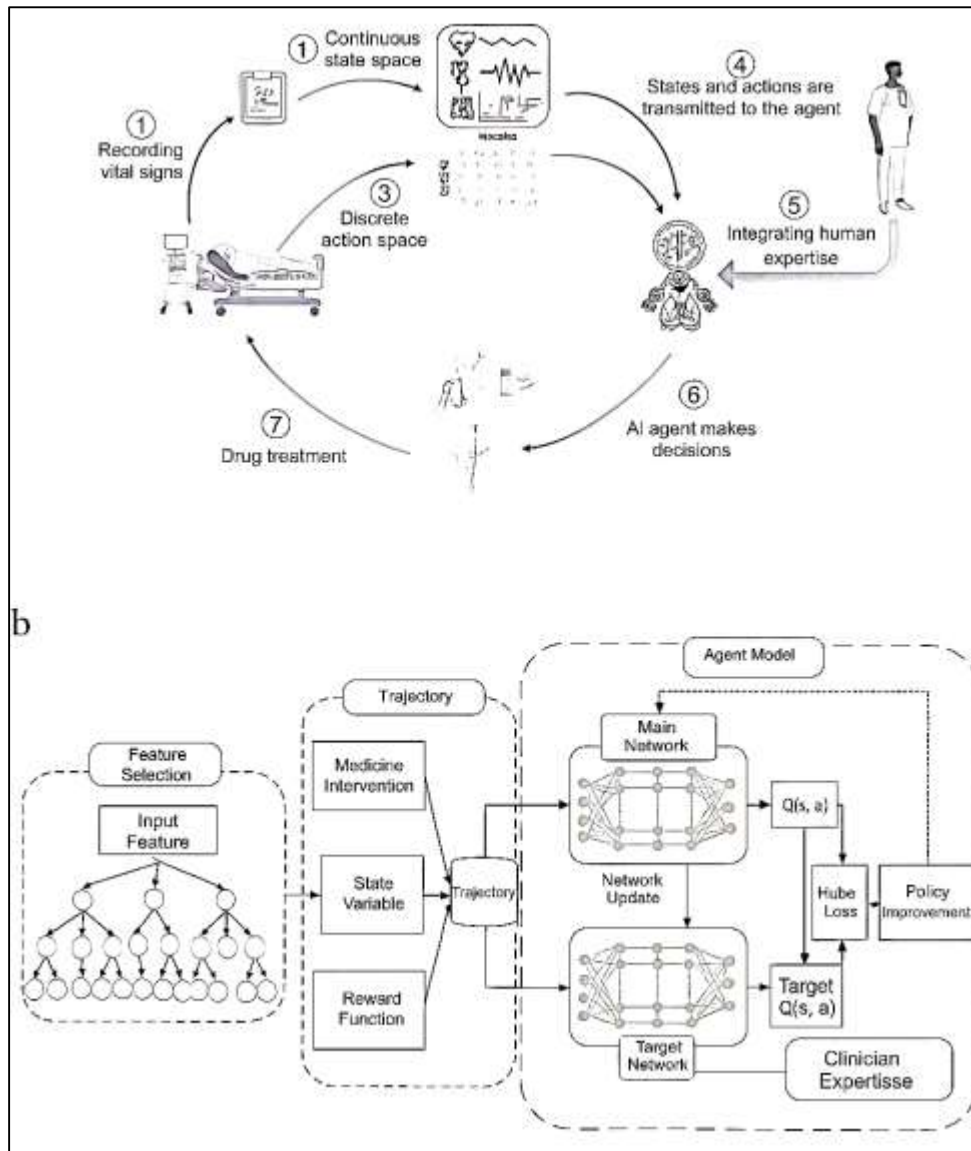 ①
Continuous
state space
④
States and actions are
transmitted to the agent
①
Recording
vital signs
③
Discrete
action space
⑤
Integrating human
expertise
⑥
AI agent makes
decisions
⑦
Drug treatment
b
Agent Model
Trajectory
Feature
Selection
Input
Feature
Medicine
Intervention
State
Variable
Reward
Function
Trajectory
Main
Network
Network
Update
Target
Network
Q(s, a)
Hube
Loss
Policy
Improvement
Target
Q(s, a)
Clinician
Expertisse